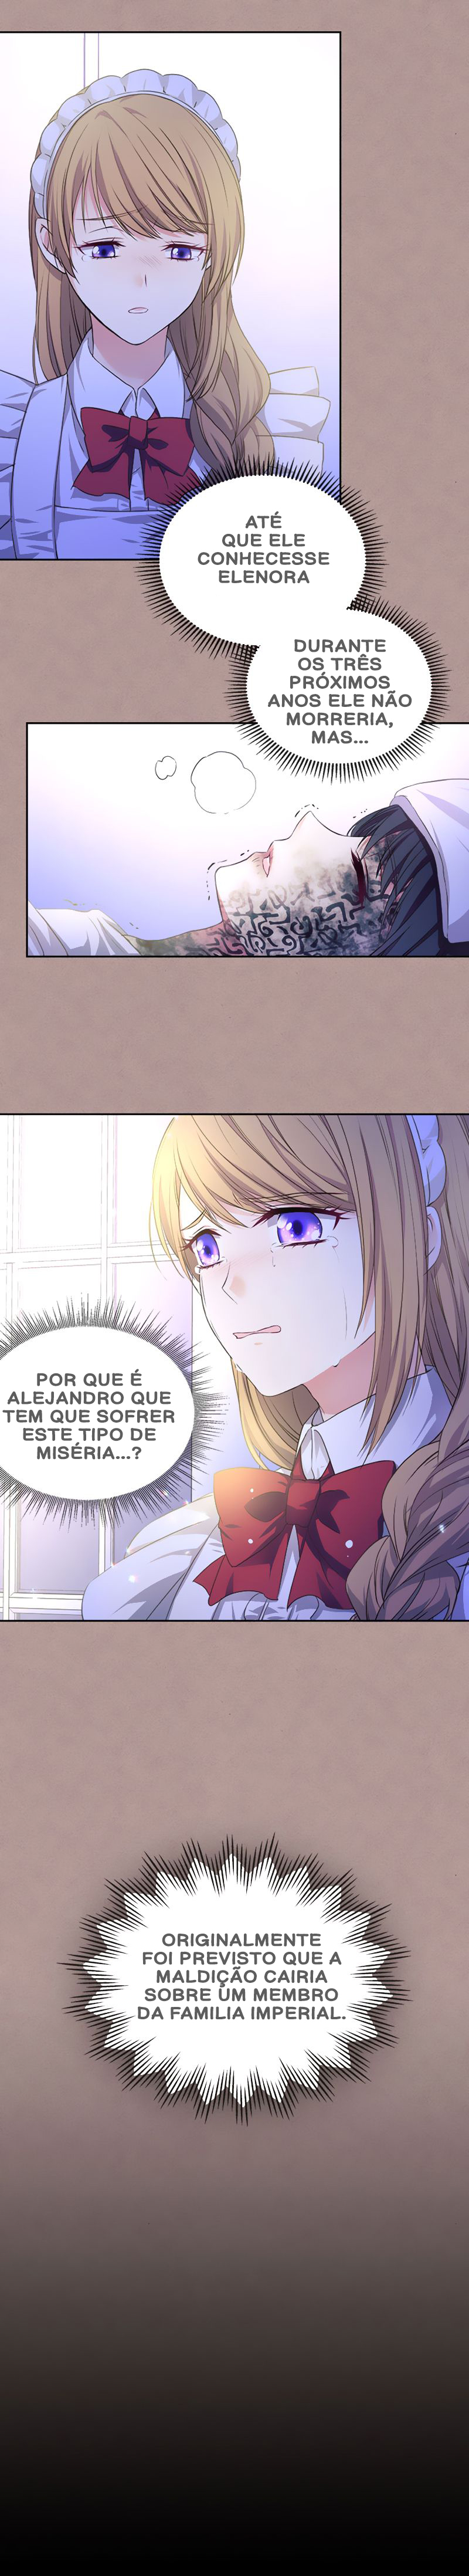 ATÉ
QUE ELE
CONHECESSE
ELENORA
DURANTE
OS TRÊS
PRÓXIMOS
ANOS ELE NÃO
MORRERIA,
MAS...
POR QUE É
ALEJANDRO QUE
TEM QUE SOFRER
ESTE TIPO DE
MISÉRIA...?
ORIGINALMENTE
FOI PREVISTO QUE A
MALDIÇÃO CAIRIA
SOBRE UM MEMBRO
DA FAMILIA IMPERIAL.